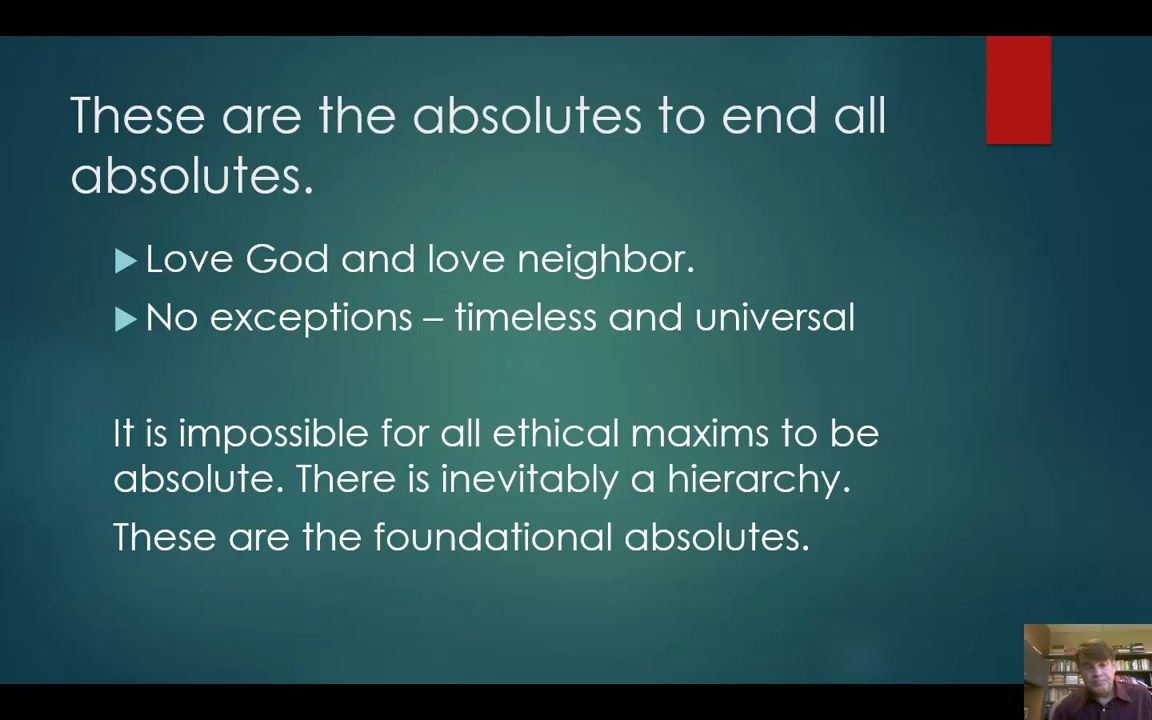 These are the absolutes to end all
absolutes.
Love God and love neighbor.
No exceptions – timeless and universal
It is impossible for all ethical maxims to be
absolute. There is inevitably a hierarchy.
These are the foundational absolutes.